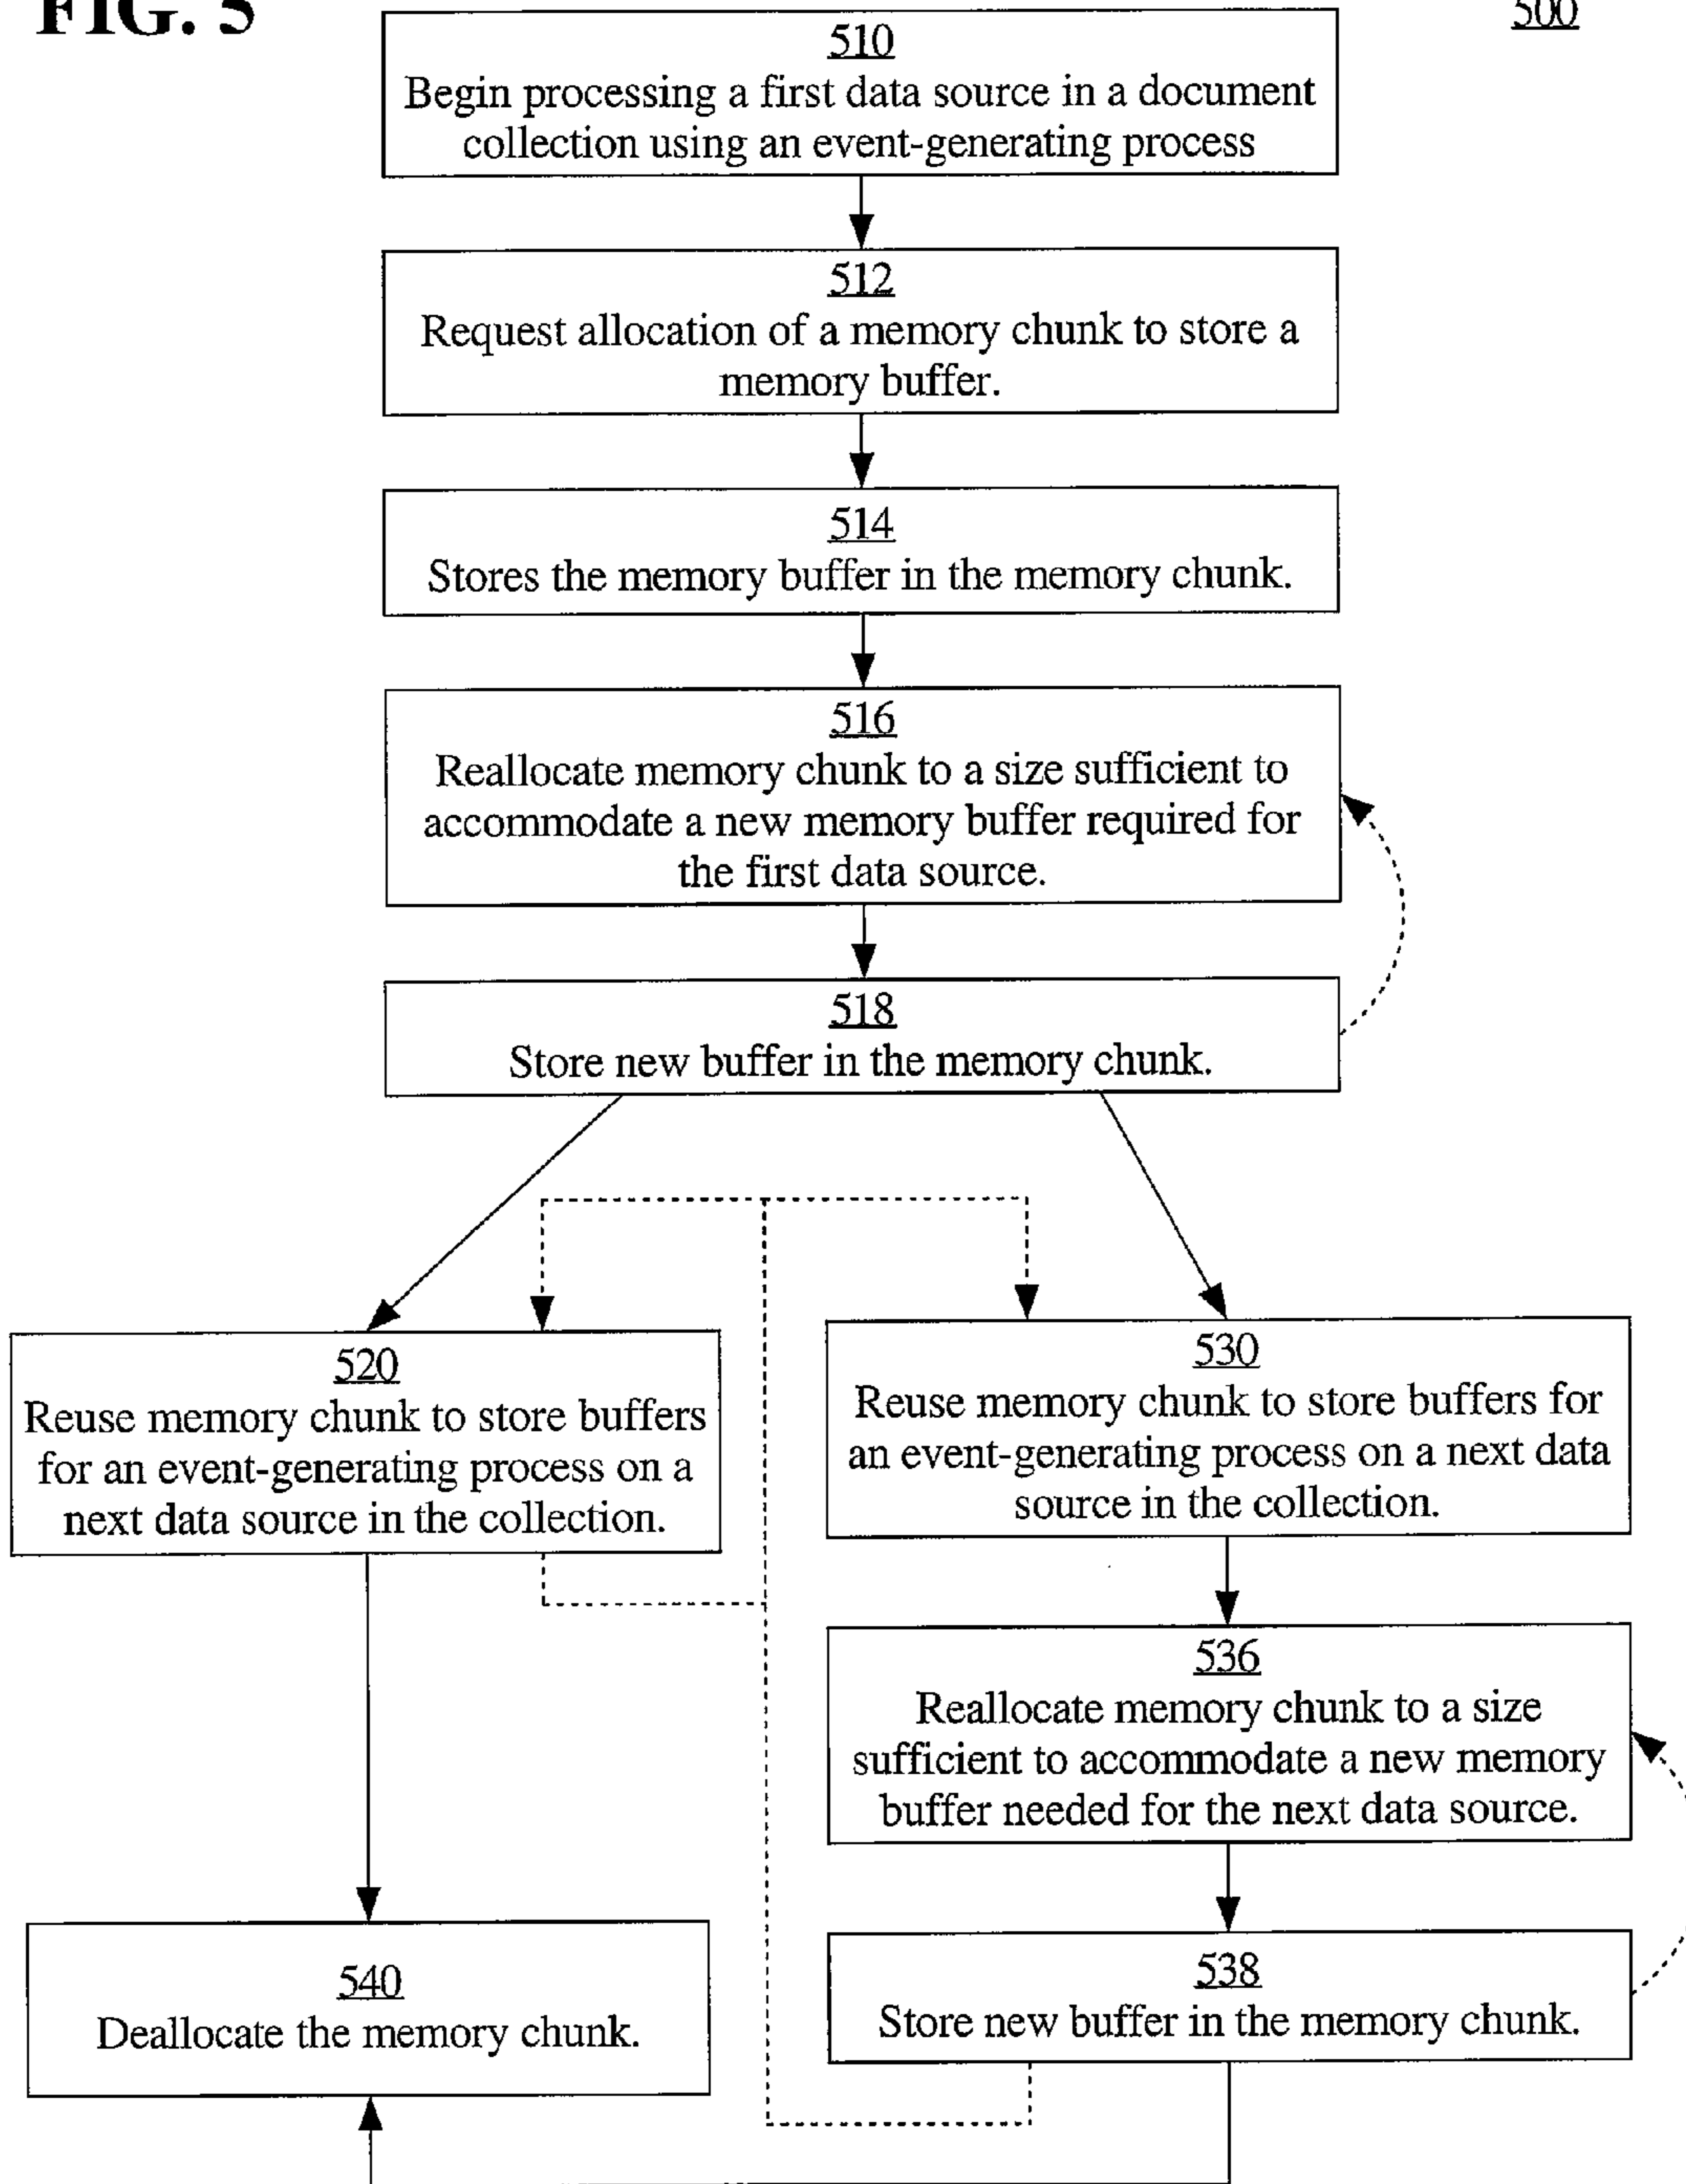 FIG. 5
500
510
Begin processing a first data source in a document
collection using an event-generating process
512
Request allocation of a memory chunk to store a
memory buffer.
514
Stores the memory buffer in the memory chunk.
516
Reallocate memory chunk to a size sufficient to
accommodate a new memory buffer required for
the first data source.
518
Store new buffer in the memory chunk.
520
Reuse memory chunk to store buffers
for an event-generating process on a
next data source in the collection.
530
Reuse memory chunk to store buffers for
an event-generating process on a next data
source in the collection.
536
Reallocate memory chunk to a size
sufficient to accommodate a new memory
buffer needed for the next data source.
540
Deallocate the memory chunk.
538
Store new buffer in the memory chunk.